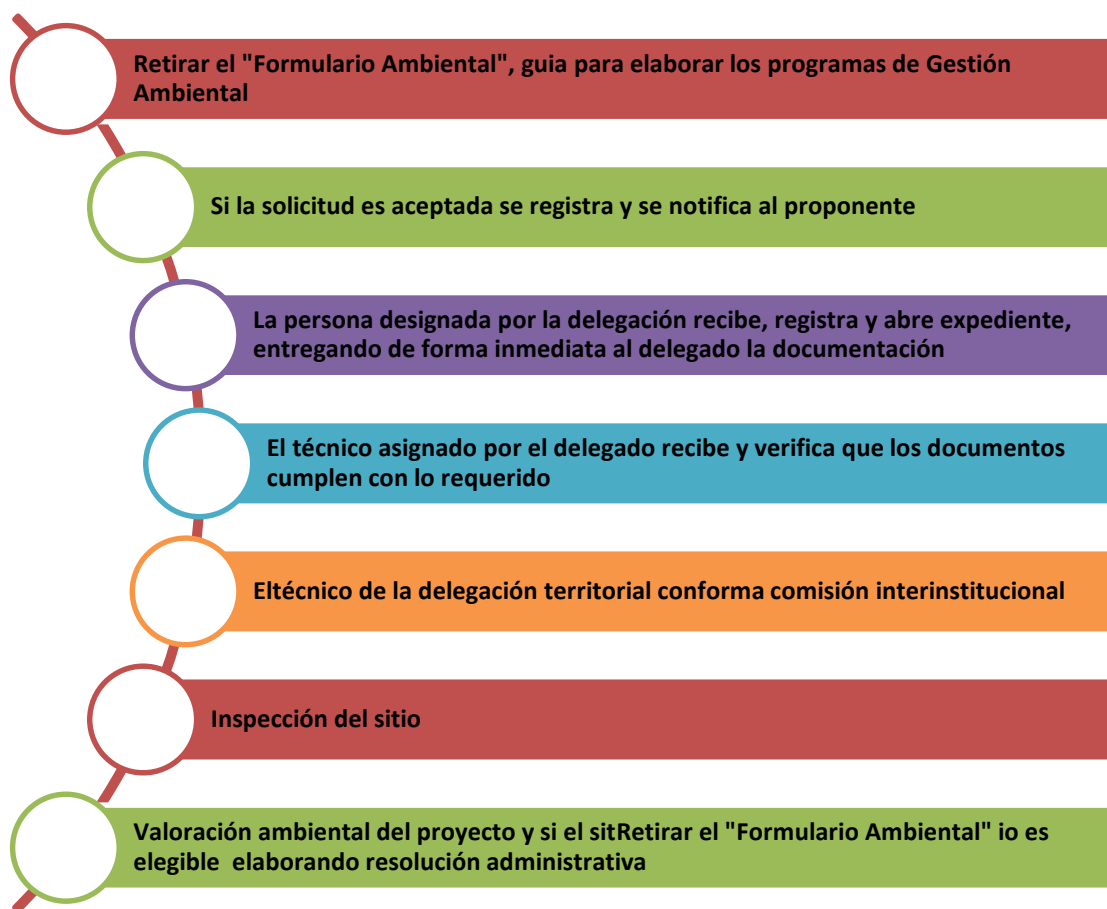 Retirar el "Formulario Ambiental", guia para elaborar los programas de Gestión
Ambiental
Si la solicitud es aceptada se registra y se notifica al proponente
La persona designada por la delegación recibe, registra y abre expediente,
entregando de forma inmediata al delegado la documentación
El técnico asignado por el delegado recibe y verifica que los documentos
cumplen con lo requerido
Eltécnico de la delegación territorial conforma comisión interinstitucional
Inspección del sitio
Valoración ambiental del proyecto y si el sitRetirar el "Formulario Ambiental" io es
elegible  elaborando resolución administrativa